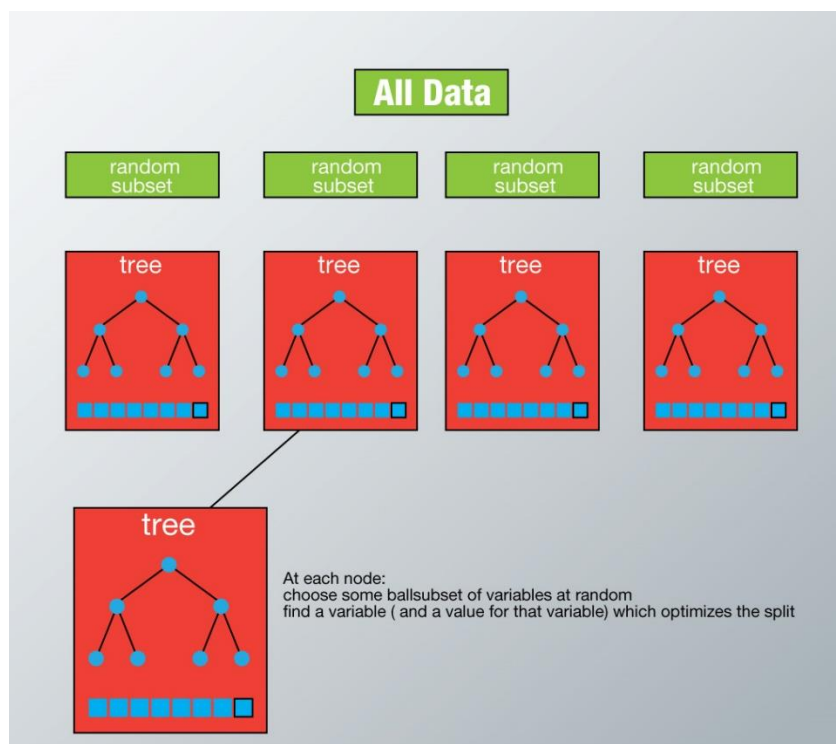 All Data
random
subset
random
subset
random
subset
random
subset
tree
tree
tree
tree
tree
At each node:
choose some ballsubset of variables at random
find a variable ( and a value for that variable) which optimizes the split